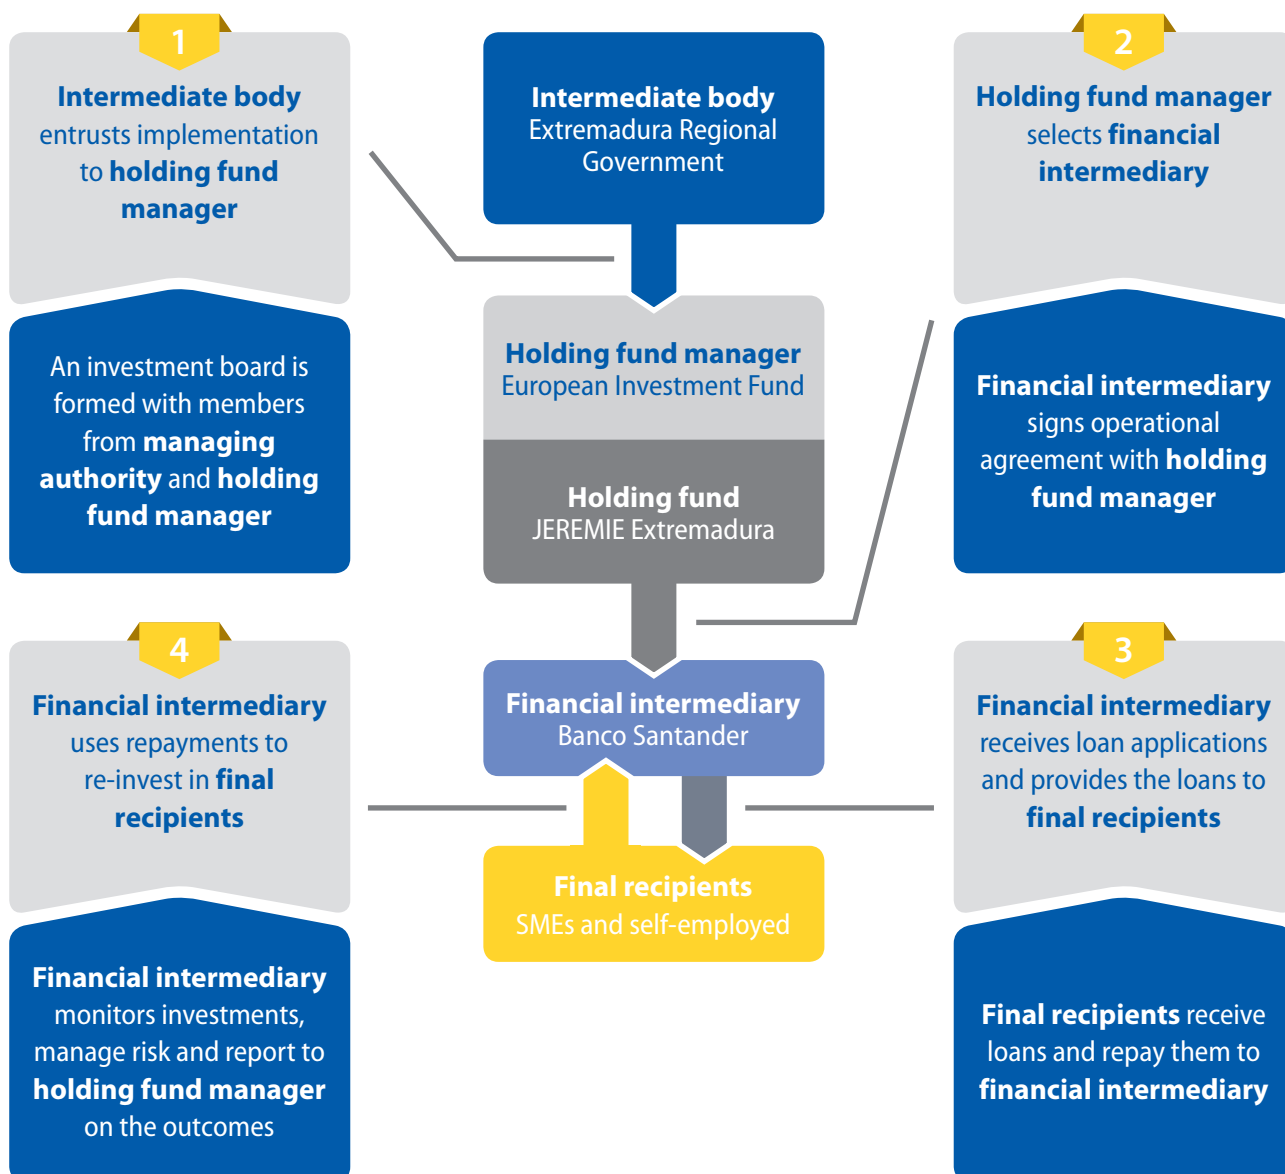 1
Intermediate body
entrusts implementation
to holding fund
manager
An investment board is
formed with members
from managing
authority and holding
fund manager
Intermediate body
Extremadura Regional
Government
Holding fund manager
European Investment Fund
Holding fund
JEREMIE Extremadura
Financial intermediary
Banco Santander
Final recipients
SMEs and self-employed
2
Holding fund manager
selects financial
intermediary
Financial intermediary
signs operational
agreement with holding
fund manager
4
Financial intermediary
uses repayments to
re-invest in final
recipients
Financial intermediary
monitors investments,
manage risk and report to
holding fund manager
on the outcomes
3
Financial intermediary
receives loan applications
and provides the loans to
final recipients
Final recipients receive
loans and repay them to
financial intermediary